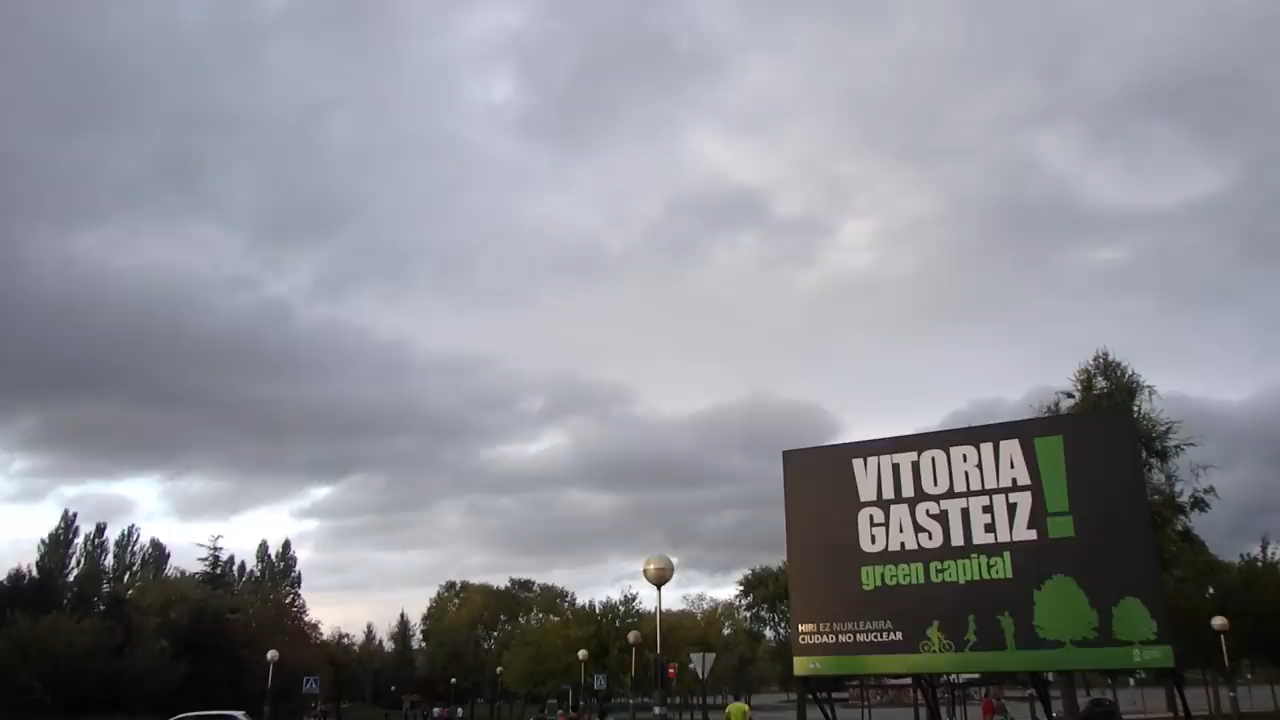 VITORIA
GASTEIZ!
green capital
HIRI EZ NUKLEARRA
CIUDAD NO NUCLEAR